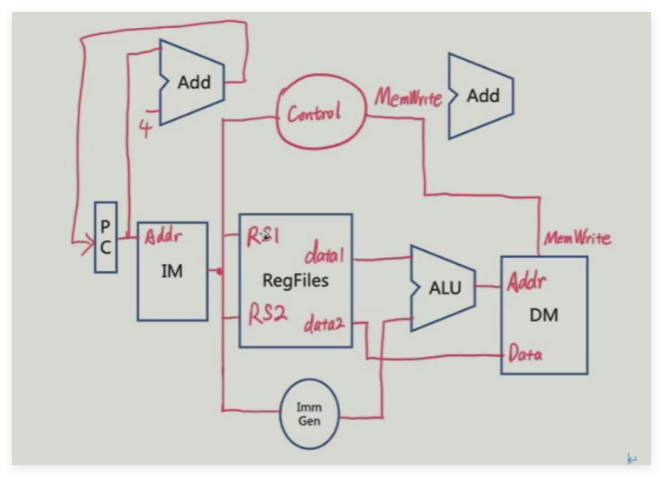 Add
4
Control
MemWrite
Add
PC
Addr
IM
RS1
data1
RegFiles
RS2
data2
ALU
MemWrite
Addr
DM
Data
Imm
Gen